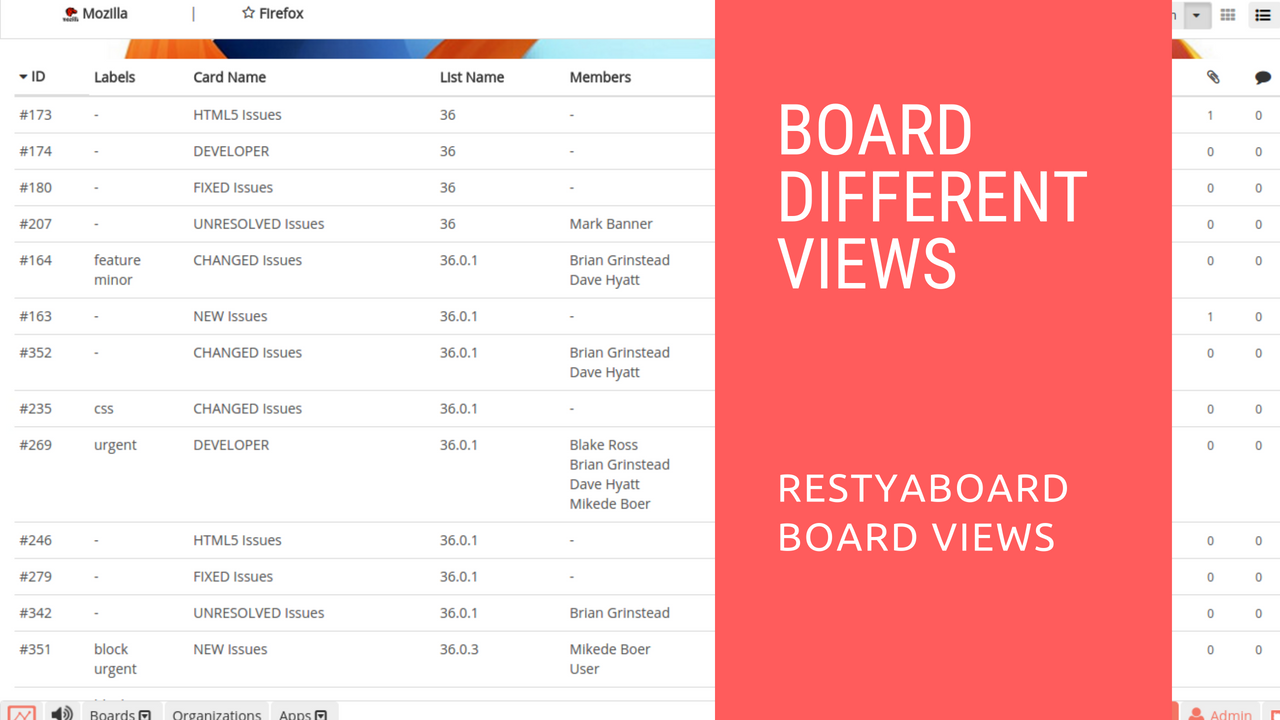 Mozilla | Firefox
ID Labels Card Name List Name Members
#173 - HTML5 Issues 36 - 1 0
#174 - DEVELOPER 36 - 0 0
#180 - FIXED Issues 36 - 0 0
#207 - UNRESOLVED Issues 36 Mark Banner 0 0
#164 feature CHANGED Issues 36.0.1 Brian Grinstead 0 0
minor Dave Hyatt
#163 - NEW Issues 36.0.1 - 1 0
#352 - CHANGED Issues 36.0.1 Brian Grinstead 0 0
Dave Hyatt
#235 css CHANGED Issues 36.0.1 - 0 0
#269 urgent DEVELOPER 36.0.1 Blake Ross 0 0
Brian Grinstead
Dave Hyatt
Mikede Boer
#246 - HTML5 Issues 36.0.1 - 0 0
#279 - FIXED Issues 36.0.1 - 0 0
#342 - UNRESOLVED Issues 36.0.1 Brian Grinstead 0 0
#351 block NEW Issues 36.0.3 Mikede Boer 0 0
urgent User
Boards Organizations Apps Admin
BOARD
DIFFERENT
VIEWS
RESTYABOARD
BOARD VIEWS